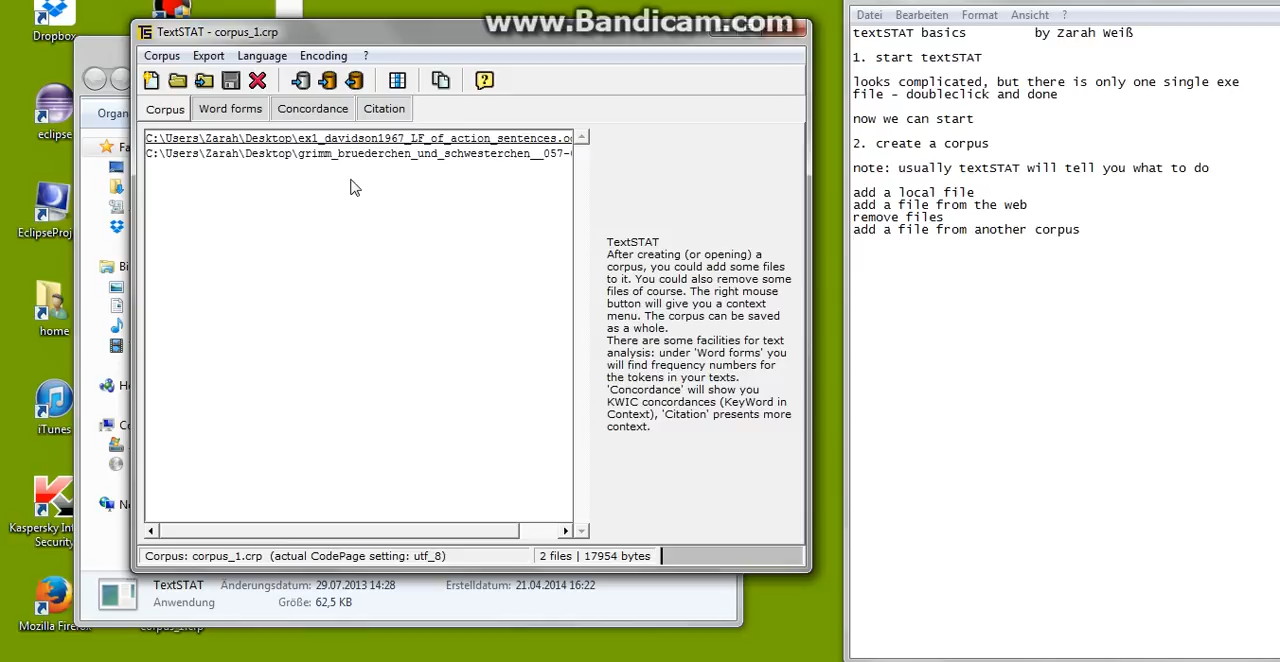 www.Bandicam.com
Dropbox
eclipse
EclipseProj
home
iTunes
Kaspersky Int
Security
Mozilla Firefox
Organ
Fa
Bi
H
C
N
TextSTAT - corpus_1.crp
Corpus Export Language Encoding ?
Corpus Word forms Concordance Citation
C:\Users\Zarah\Desktop\ex1_davidson1967_LF_of_action_sentences.o
C:\Users\Zarah\Desktop\grimm_bruederchen_und_schwesterchen__057-
TextSTAT
After creating (or opening) a
corpus, you could add some files
to it. You could also remove some
files of course. The right mouse
button will give you a context
menu. The corpus can be saved
as a whole.
There are some facilities for text
analysis: under 'Word forms' you
will find frequency numbers for
the tokens in your texts.
'Concordance' will show you
KWIC concordances (KeyWord in
Context), 'Citation' presents more
context.
Corpus: corpus_1.crp (actual CodePage setting: utf_8)
2 files | 17954 bytes
TextSTAT Änderungsdatum: 29.07.2013 14:28 Erstelldatum: 21.04.2014 16:22
Anwendung Größe: 62,5 KB
corpus_1.crp
Datei Bearbeiten Format Ansicht ?
textSTAT basics by Zarah Weiß
1. start textSTAT
looks complicated, but there is only one single exe
file - doubleclick and done
now we can start
2. create a corpus
note: usually textSTAT will tell you what to do
add a local file
add a file from the web
remove files
add a file from another corpus